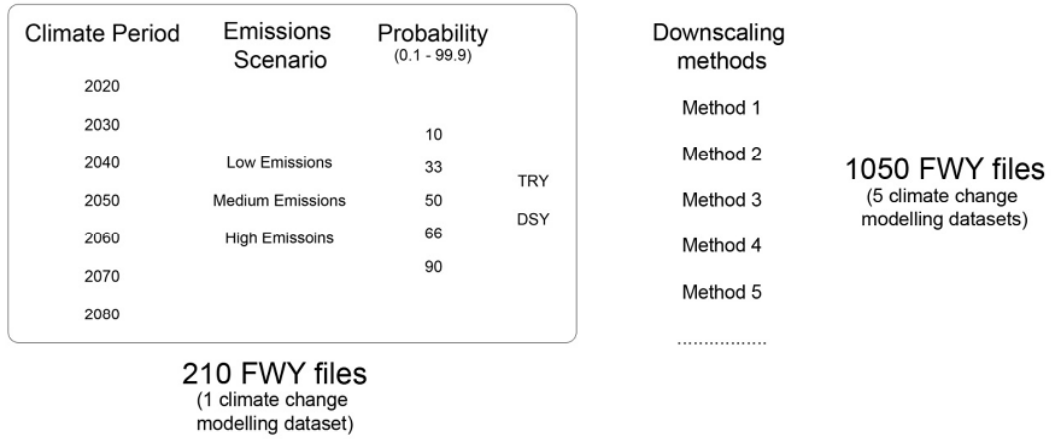 Climate Period
Emissions
Scenario
Probability
(0.1 - 99.9)
2020
2030
2040
2050
2060
2070
2080
Low Emissions
Medium Emissions
High Emissoins
10
33
50
66
90
TRY
DSY
210 FWY files
(1 climate change
modelling dataset)
Downscaling
methods
Method 1
Method 2
Method 3
Method 4
Method 5
.................
1050 FWY files
(5 climate change
modelling datasets)